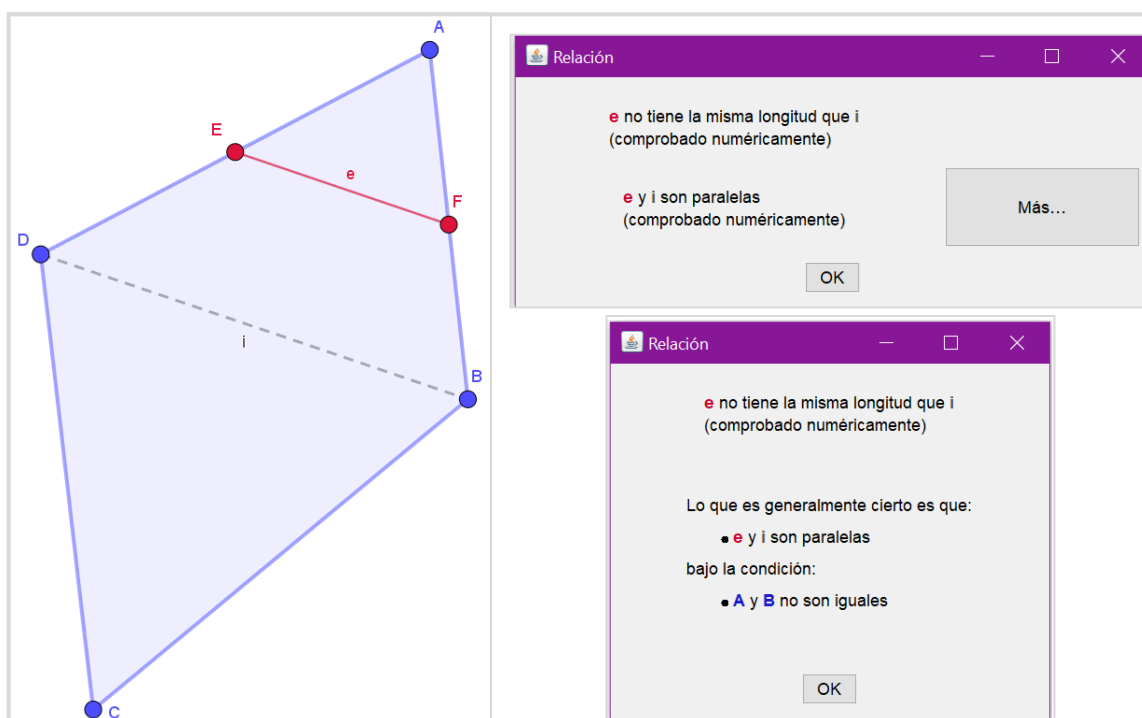 A
E
e
F
D
i
B
C
Relación
e no tiene la misma longitud que i
(comprobado numéricamente)
e y i son paralelas
(comprobado numéricamente)
Más...
OK
Relación
e no tiene la misma longitud que i
(comprobado numéricamente)
Lo que es generalmente cierto es que:
• e y i son paralelas
bajo la condición:
• A y B no son iguales
OK